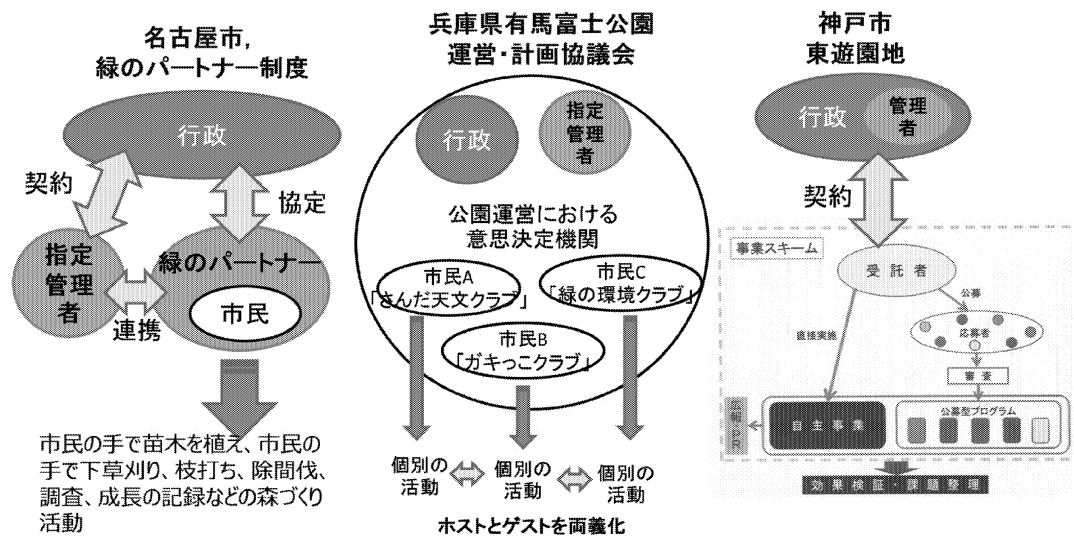 名古屋市,
緑のパートナー制度
行政
契約
協定
指定
管理
者
連携
緑のパートナー
市民
市民の手で苗木を植え、市民の
手で下草刈り、枝打ち、除間伐、
調査、成長の記録などの森づくり
活動
兵庫県有馬富士公園
運営・計画協議会
行政
指定
管理
者
公園運営における
意思決定機関
市民A
「さんだ天文クラブ」
市民C
「緑の環境クラブ」
市民B
「ガキっこクラブ」
個別の
活動
個別の
活動
個別の
活動
ホストとゲストを両義化
神戸市
東遊園地
行政
管理
者
契約
事業スキーム
受託者
公募
直接実施
応募者
審査
広報・PR
自主事業
公募型プログラム
効果検証・課題整理